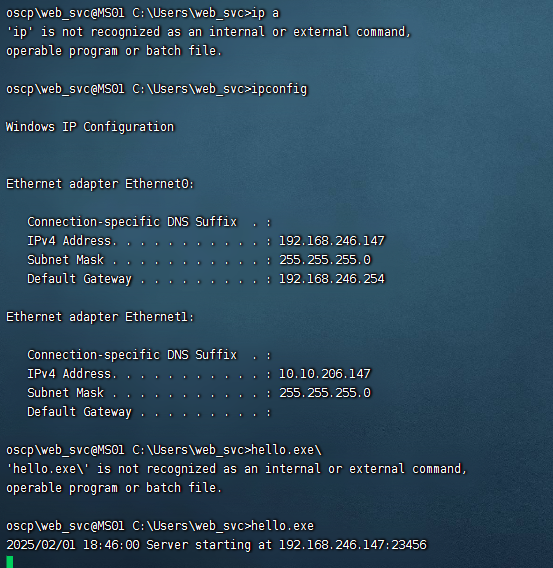 oscp\web_svc@MS01 C:\Users\web_svc>ip a
'ip' is not recognized as an internal or external command,
operable program or batch file.
oscp\web_svc@MS01 C:\Users\web_svc>ipconfig
Windows IP Configuration
Ethernet adapter Ethernet0:
   Connection-specific DNS Suffix  . :
   IPv4 Address. . . . . . . . . . . : 192.168.246.147
   Subnet Mask . . . . . . . . . . . : 255.255.255.0
   Default Gateway . . . . . . . . . : 192.168.246.254
Ethernet adapter Ethernet1:
   Connection-specific DNS Suffix  . :
   IPv4 Address. . . . . . . . . . . : 10.10.206.147
   Subnet Mask . . . . . . . . . . . : 255.255.255.0
   Default Gateway . . . . . . . . . :
oscp\web_svc@MS01 C:\Users\web_svc>hello.exe\
'hello.exe\' is not recognized as an internal or external command,
operable program or batch file.
oscp\web_svc@MS01 C:\Users\web_svc>hello.exe
2025/02/01 18:46:00 Server starting at 192.168.246.147:23456